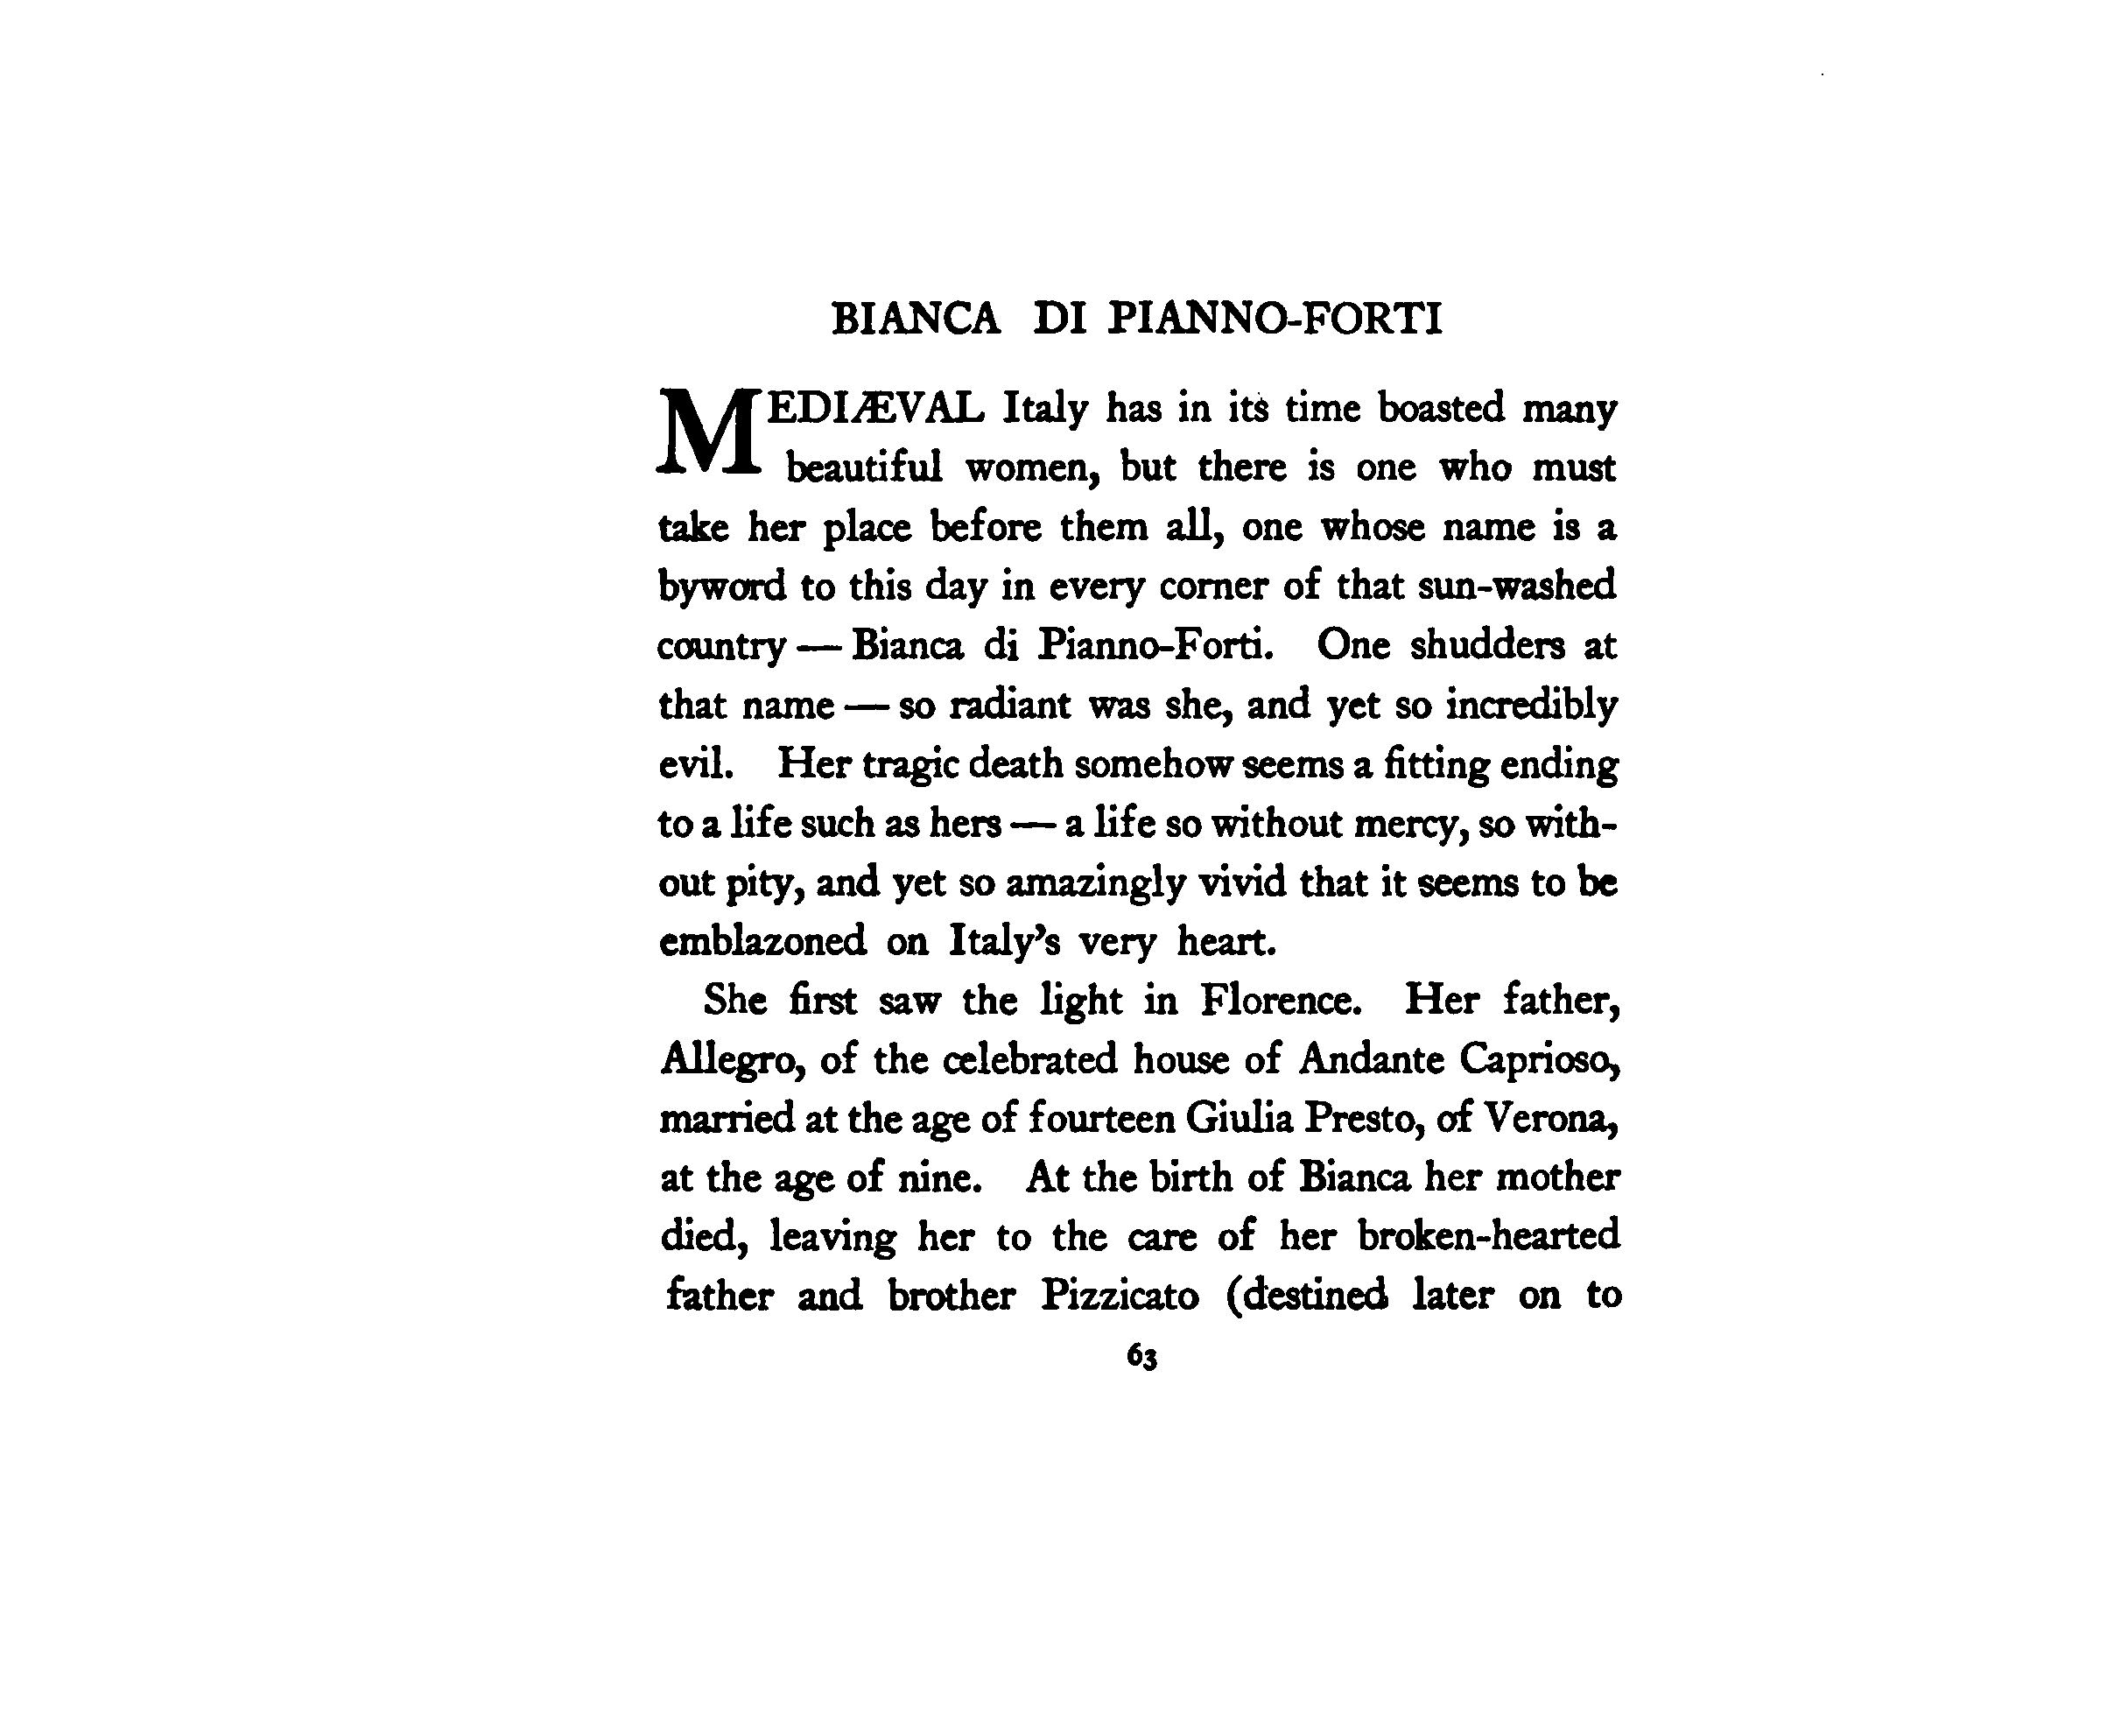 BIANCA DI PIANNO-FORTI
MEDIÆVAL Italy has in its time boasted many
beautiful women, but there is one who must
take her place before them all, one whose name is a
byword to this day in every corner of that sun-washed
country — Bianca di Pianno-Forti. One shudders at
that name — so radiant was she, and yet so incredibly
evil. Her tragic death somehow seems a fitting ending
to a life such as hers — a life so without mercy, so with-
out pity, and yet so amazingly vivid that it seems to be
emblazoned on Italy's very heart.
She first saw the light in Florence. Her father,
Allegro, of the celebrated house of Andante Caprioso,
married at the age of fourteen Giulia Presto, of Verona,
at the age of nine. At the birth of Bianca her mother
died, leaving her to the care of her broken-hearted
father and brother Pizzicato (destined later on to
63